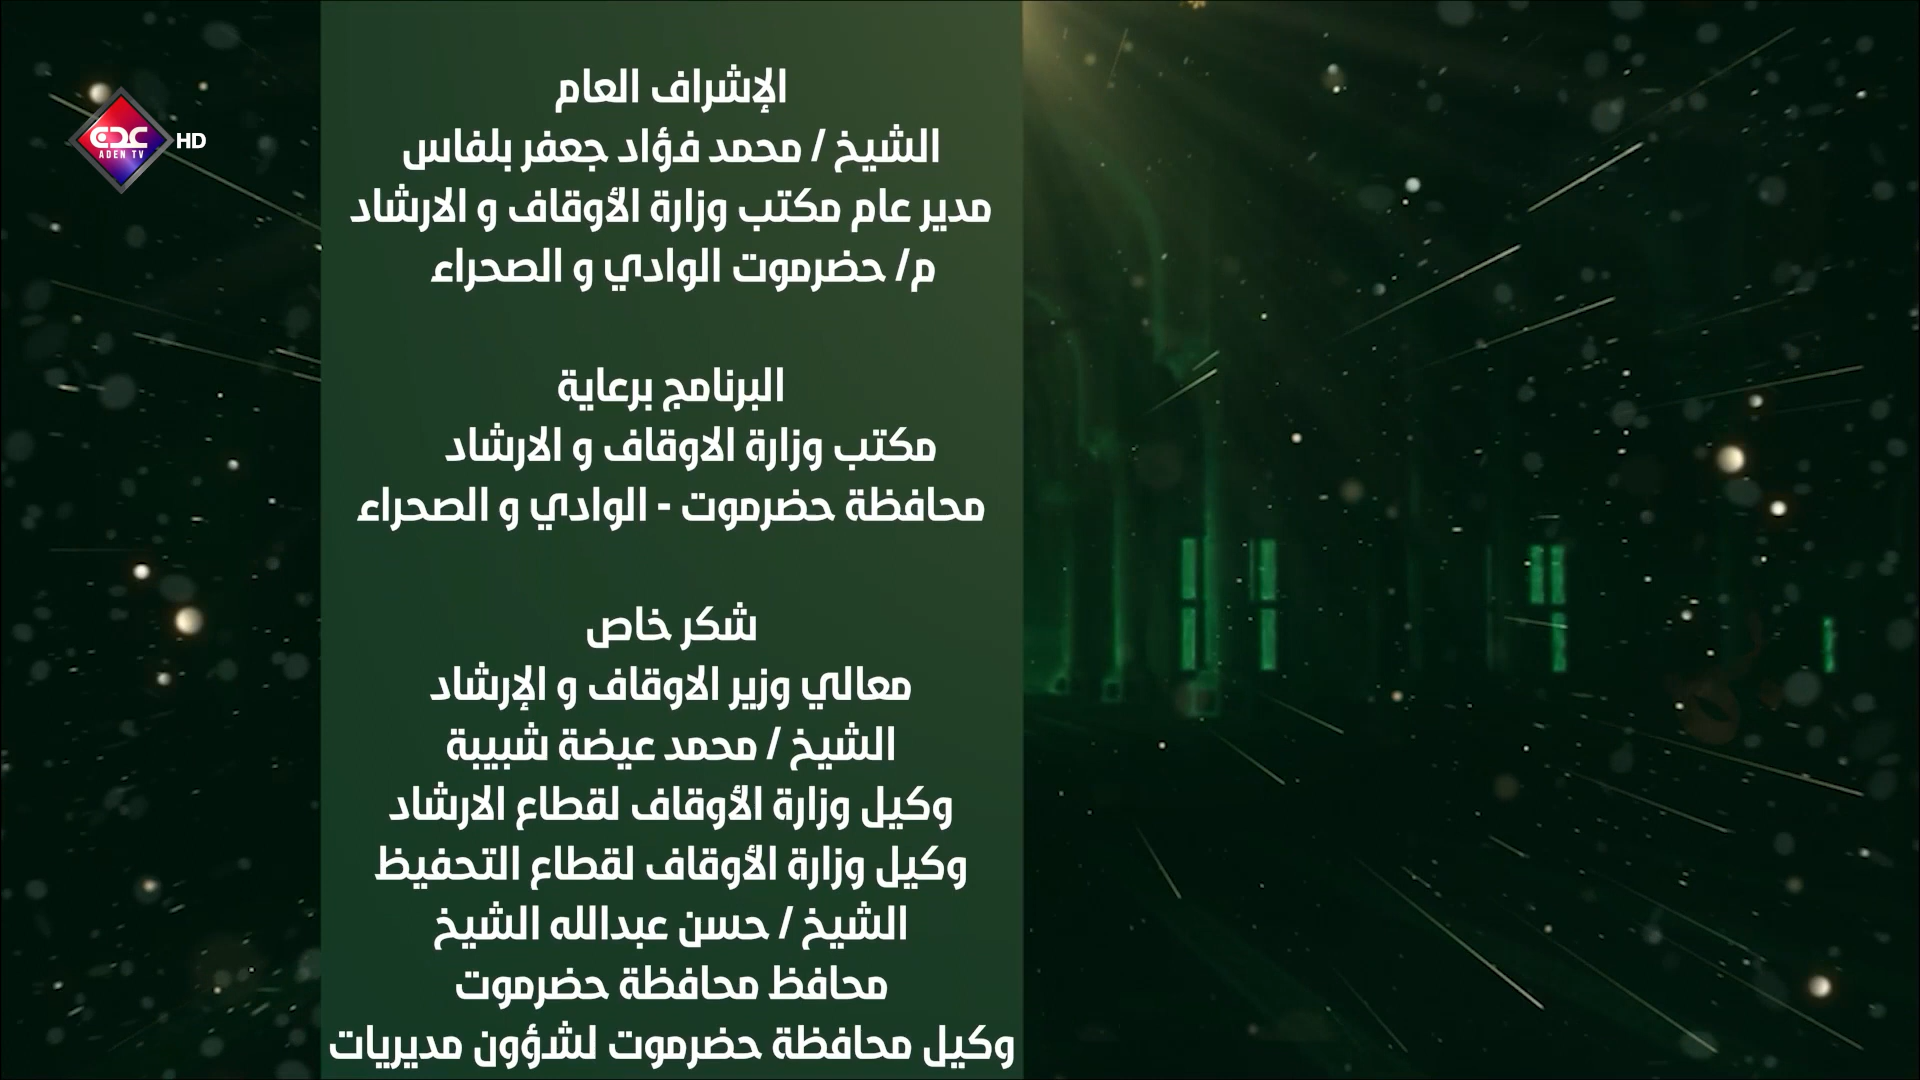 عدن
ADEN TV
HD
الإشراف العام
الشيخ / محمد فؤاد جعفر بلفاس
مدير عام مكتب وزارة الأوقاف و الارشاد
م/ حضرموت الوادي و الصحراء
البرنامج برعاية
مكتب وزارة الاوقاف و الارشاد
محافظة حضرموت - الوادي و الصحراء
شكر خاص
معالي وزير الاوقاف و الإرشاد
الشيخ / محمد عيضة شبيبة
وكيل وزارة الأوقاف لقطاع الارشاد
وكيل وزارة الأوقاف لقطاع التحفيظ
الشيخ / حسن عبدالله الشيخ
محافظ محافظة حضرموت
وكيل محافظة حضرموت لشؤون مديريات